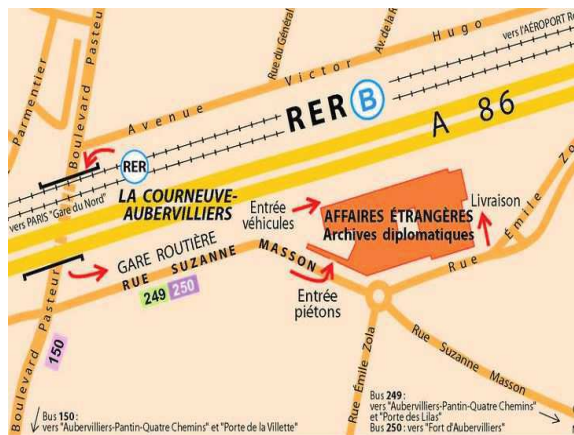 vers l'AÉROPORT
Parmentier
Boulevard Pasteur
Rue du Général
Av. de la
Avenue Victor Hugo
RER B
A 86
RER
vers PARIS "Gare du Nord"
LA COURNEUVE-
AUBERVILLIERS
Entrée
véhicules
AFFAIRES ÉTRANGÈRES
Archives diplomatiques
Livraison
Rue Émile Zo
GARE ROUTIÈRE
RUE SUZANNE MASSON
249 250
Entrée
piétons
Boulevard Pasteur
150
Rue Émile Zola
Rue Suzanne Masson
Bus 150 :
vers "Aubervilliers-Pantin-Quatre Chemins" et "Porte de la Villette"
Bus 249 :
vers "Aubervilliers-Pantin-Quatre Chemins"
et "Porte des Lilas"
Bus 250 : vers "Fort d'Aubervilliers"